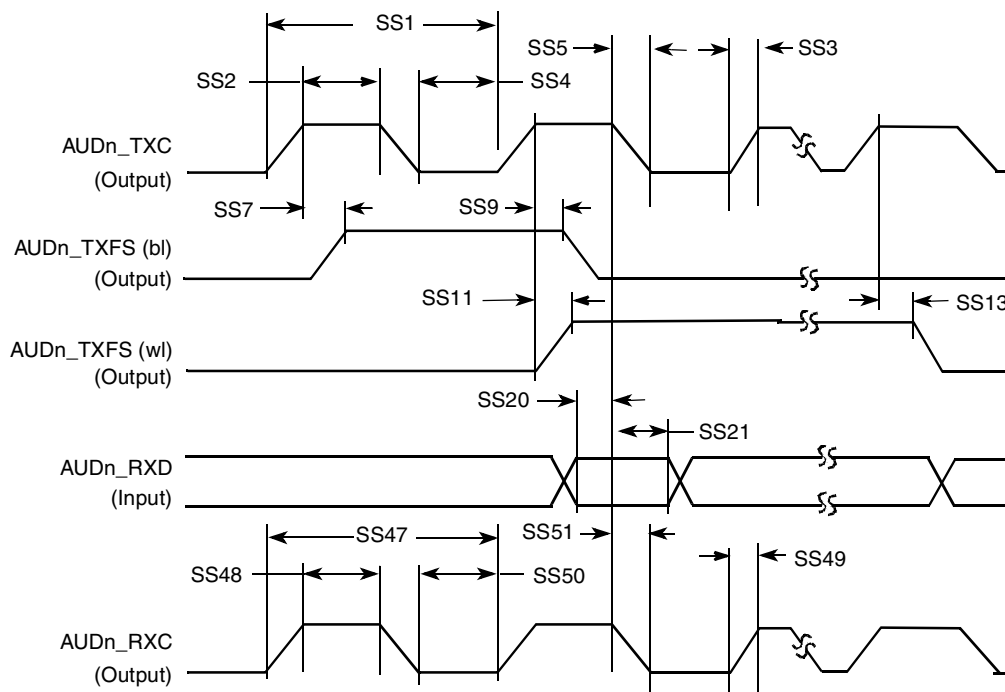 SS1
SS5
SS3
SS2
SS4
AUDn_TXC
(Output)
SS7
SS9
AUDn_TXFS (bl)
(Output)
SS11
SS13
AUDn_TXFS (wl)
(Output)
SS20
SS21
AUDn_RXD
(Input)
SS47
SS51
SS49
SS48
SS50
AUDn_RXC
(Output)